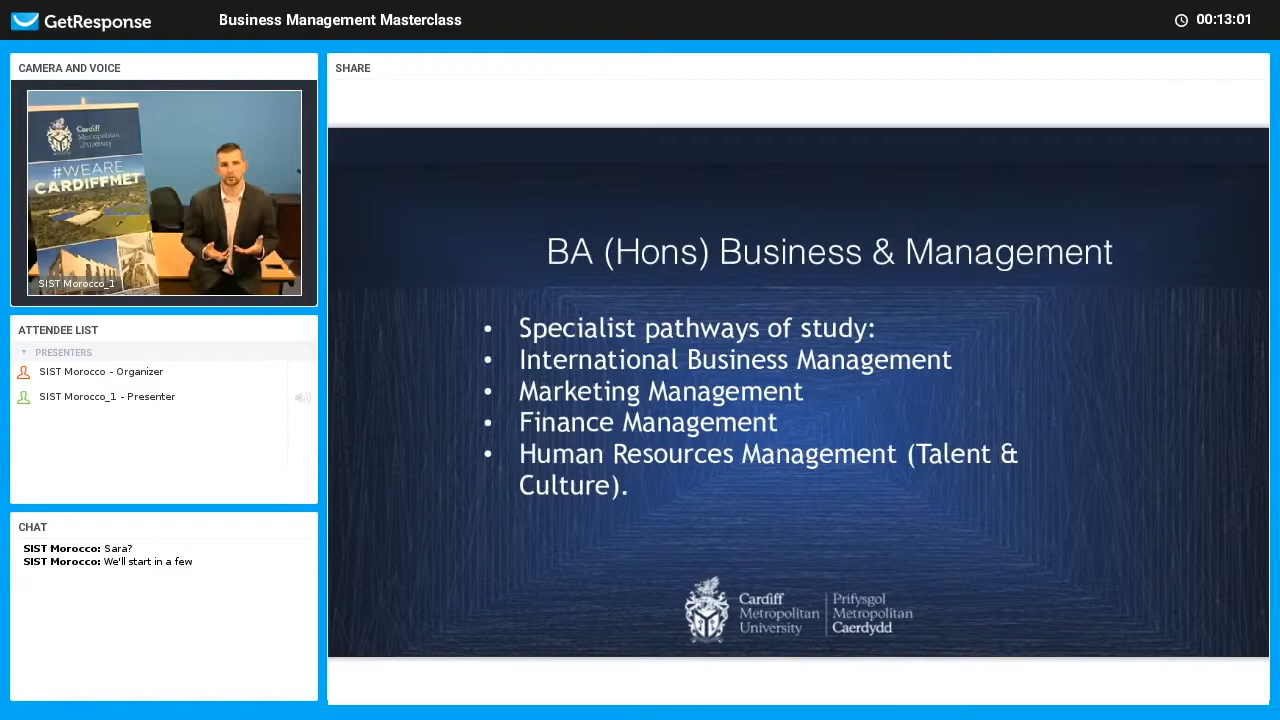 GetResponse
Business Management Masterclass
00:13:01
CAMERA AND VOICE
Cardiff
Metropolitan
University
#WEARE
CARDIFFMET
SIST Morocco_1
ATTENDEE LIST
PRESENTERS
SIST Morocco - Organizer
SIST Morocco_1 - Presenter
CHAT
SIST Morocco: Sara?
SIST Morocco: We'll start in a few
SHARE
BA (Hons) Business & Management
• Specialist pathways of study:
• International Business Management
• Marketing Management
• Finance Management
• Human Resources Management (Talent &
Culture).
Cardiff
Metropolitan
University
Prifysgol
Metropolitan
Caerdydd